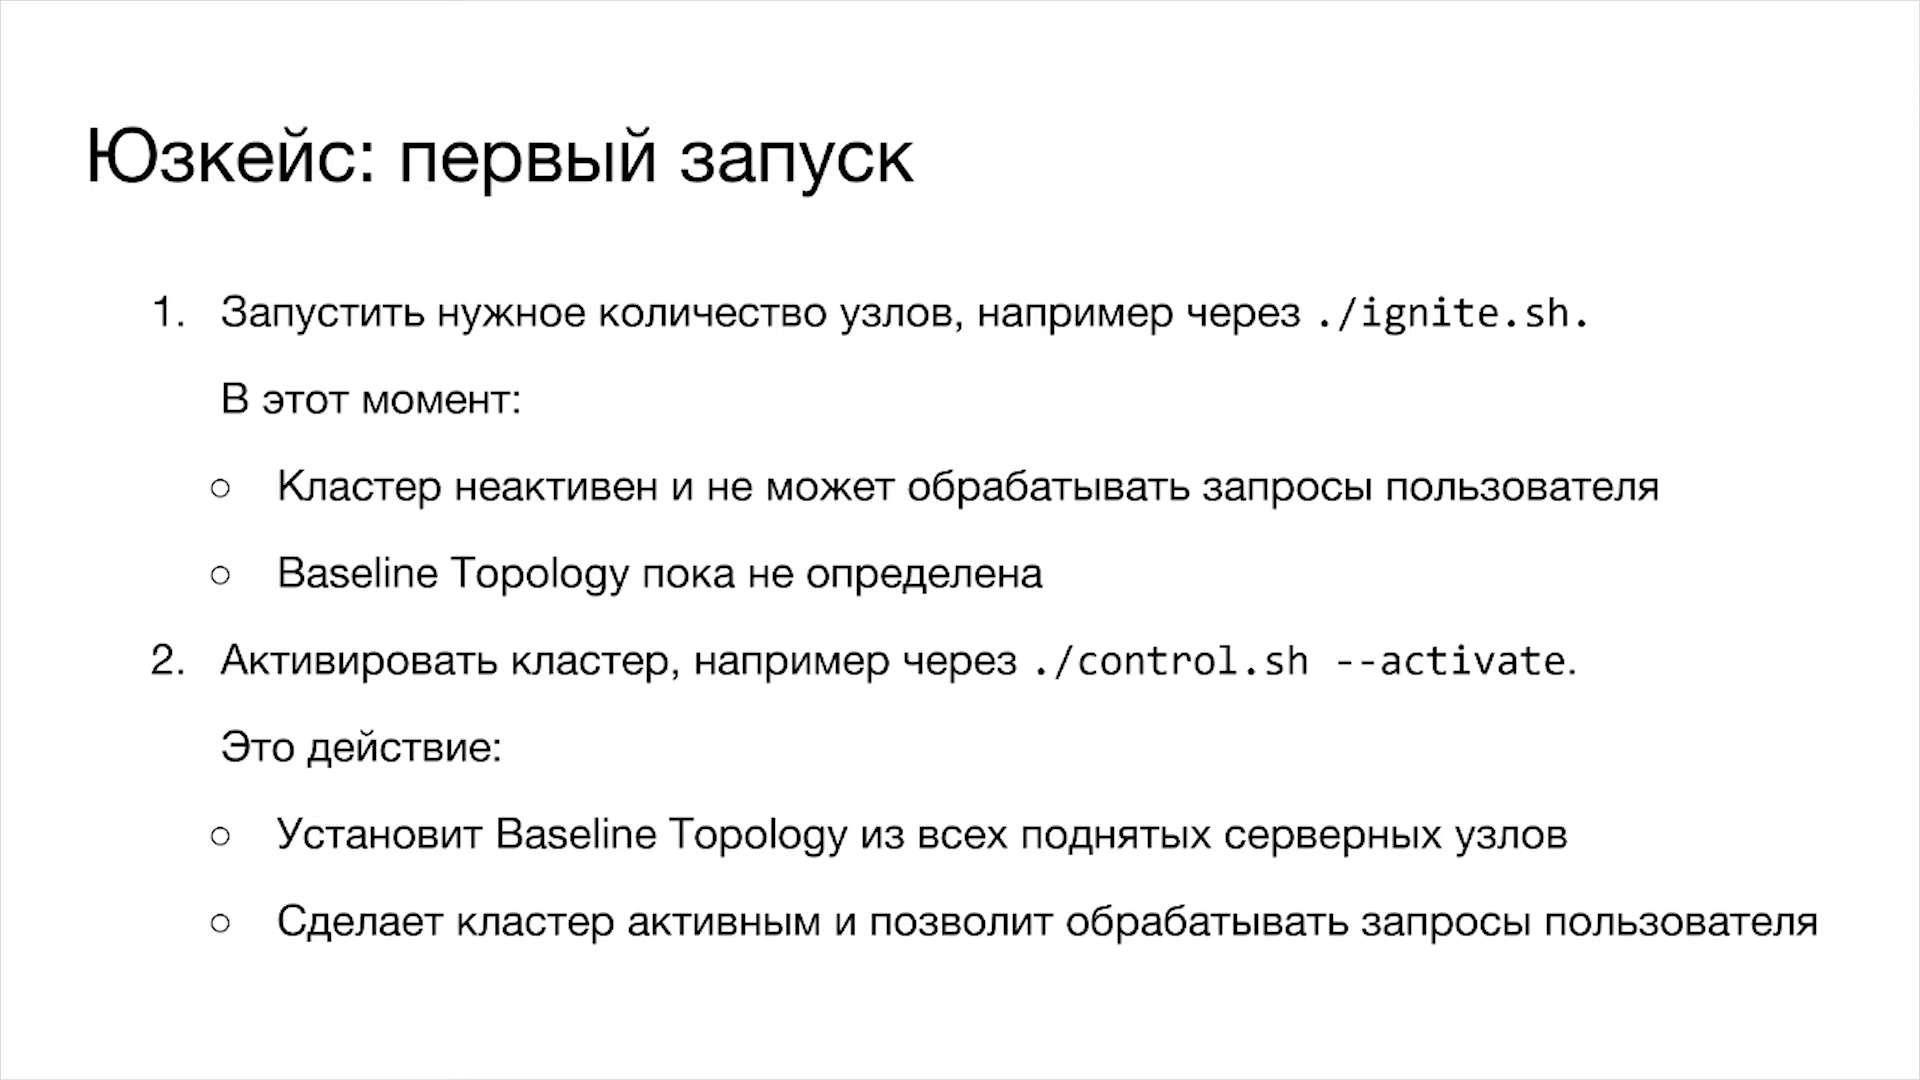 Юзкейс: первый запуск
1. Запустить нужное количество узлов, например через ./ignite.sh.
В этот момент:
○ Кластер неактивен и не может обрабатывать запросы пользователя
○ Baseline Topology пока не определена
2. Активировать кластер, например через ./control.sh --activate.
Это действие:
○ Установит Baseline Topology из всех поднятых серверных узлов
○ Сделает кластер активным и позволит обрабатывать запросы пользователя